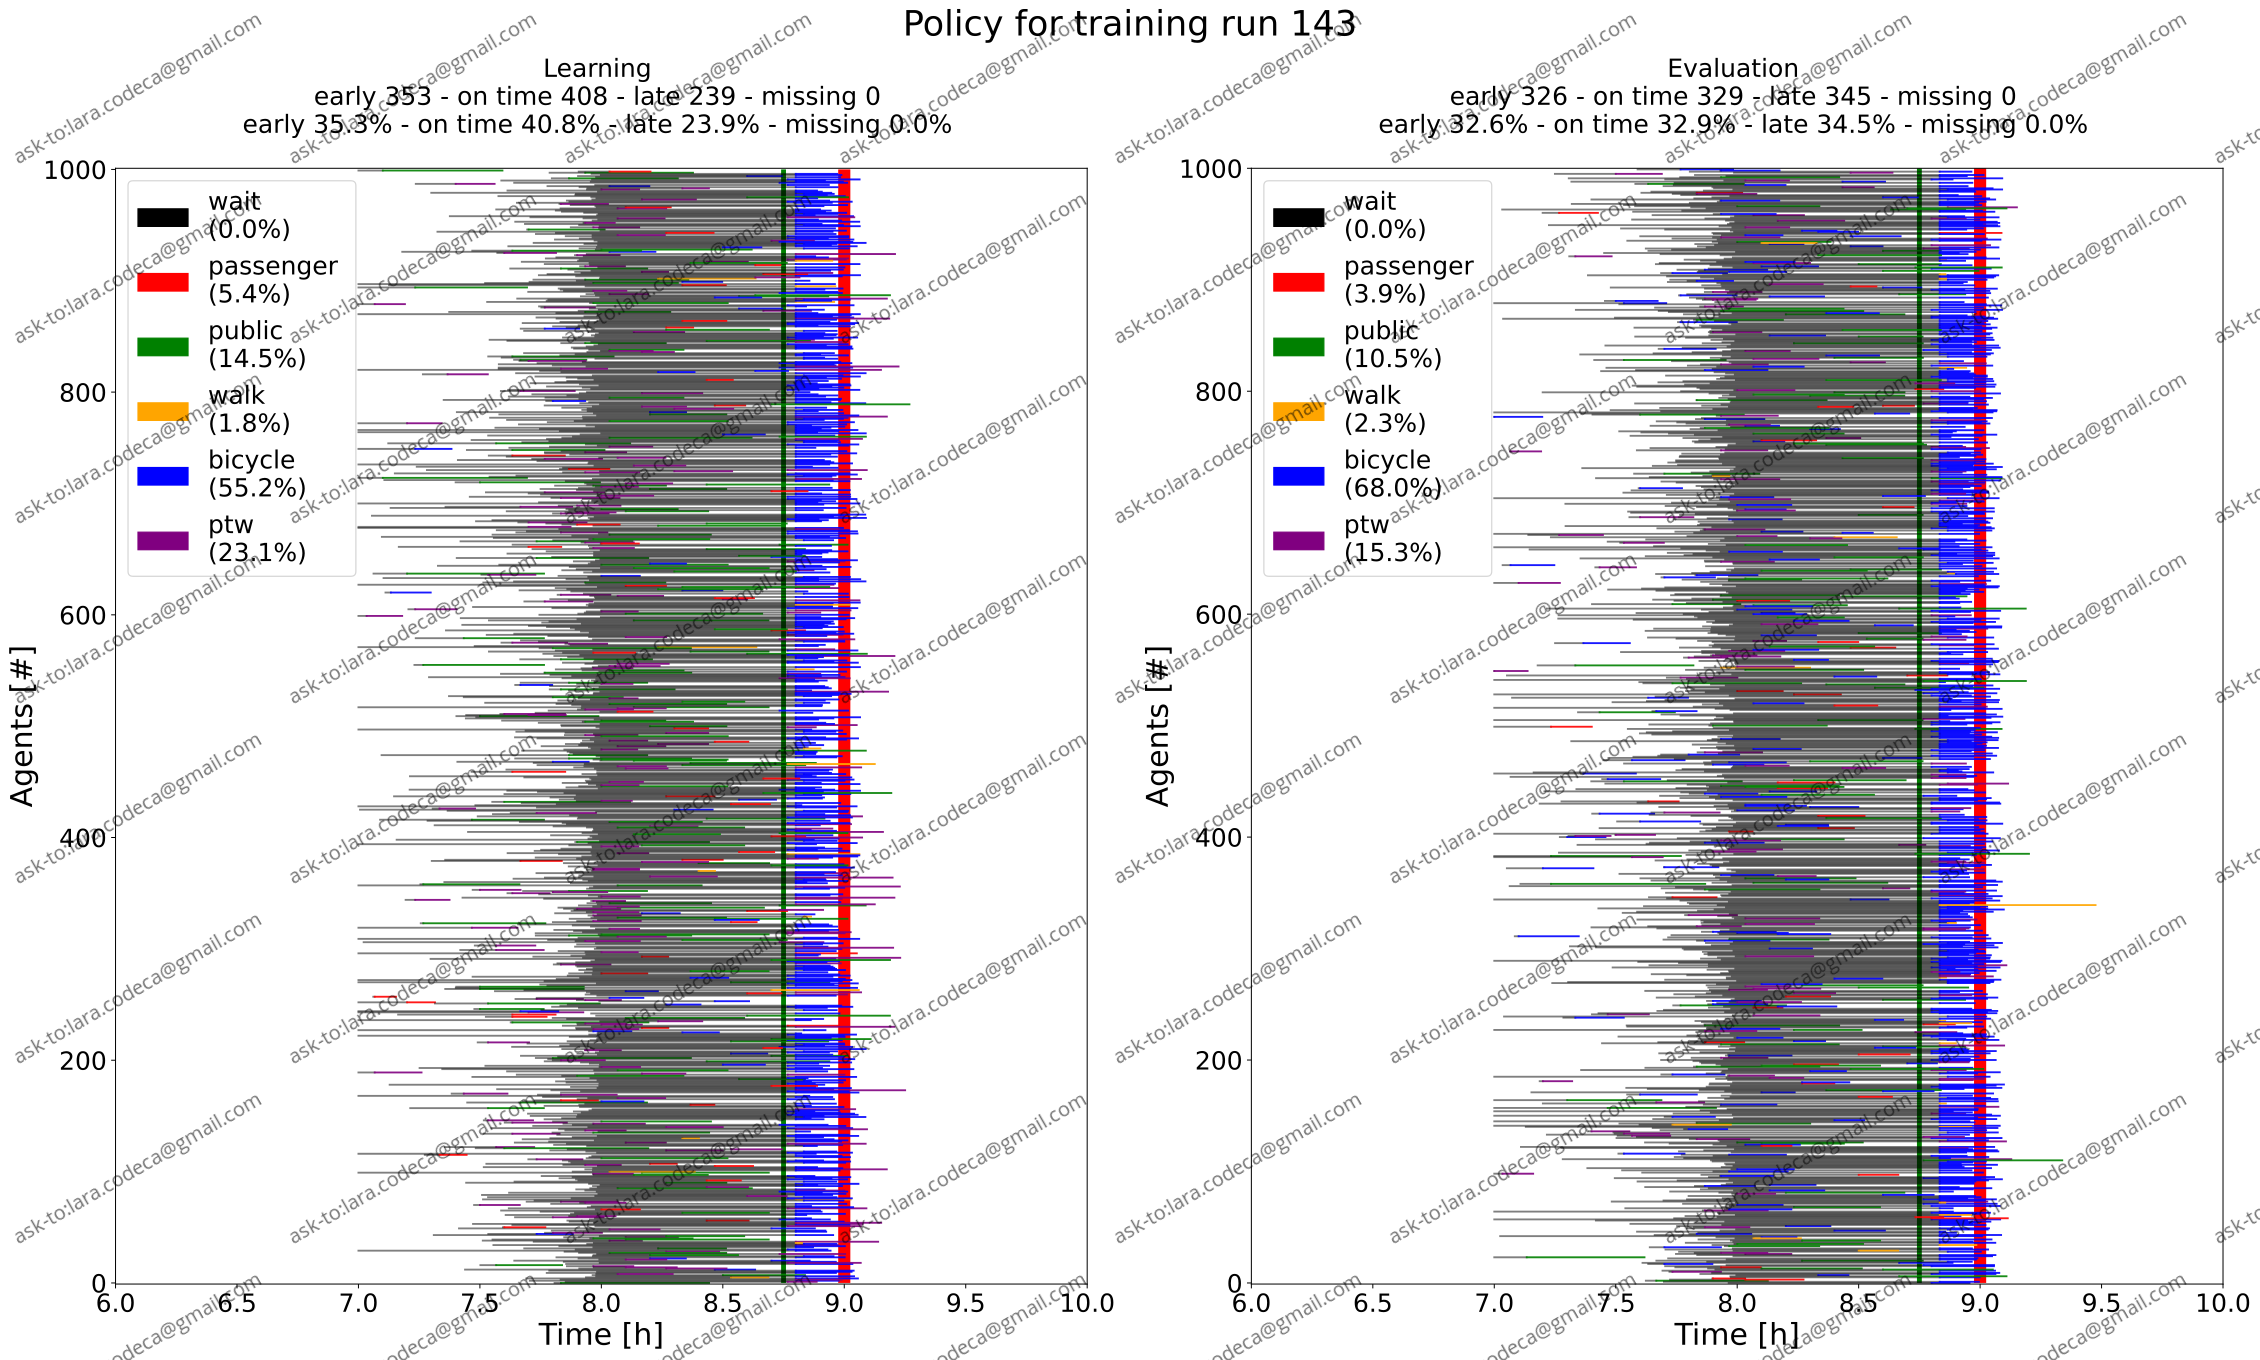 Policy for training run 143
Learning
early 353 - on time 408 - late 239 - missing 0
early 35.3% - on time 40.8% - late 23.9% - missing 0.0%
Agents [#]
1000
800
600
400
200
0
wait
(0.0%)
passenger
(5.4%)
public
(14.5%)
walk
(1.8%)
bicycle
(55.2%)
ptw
(23.1%)
6.0 6.5 7.0 7.5 8.0 8.5 9.0 9.5 10.0
Time [h]
Evaluation
early 326 - on time 329 - late 345 - missing 0
early 32.6% - on time 32.9% - late 34.5% - missing 0.0%
Agents [#]
1000
800
600
400
200
0
wait
(0.0%)
passenger
(3.9%)
public
(10.5%)
walk
(2.3%)
bicycle
(68.0%)
ptw
(15.3%)
6.0 6.5 7.0 7.5 8.0 8.5 9.0 9.5 10.0
Time [h]
ask-to:lara.codeca@gmail.com